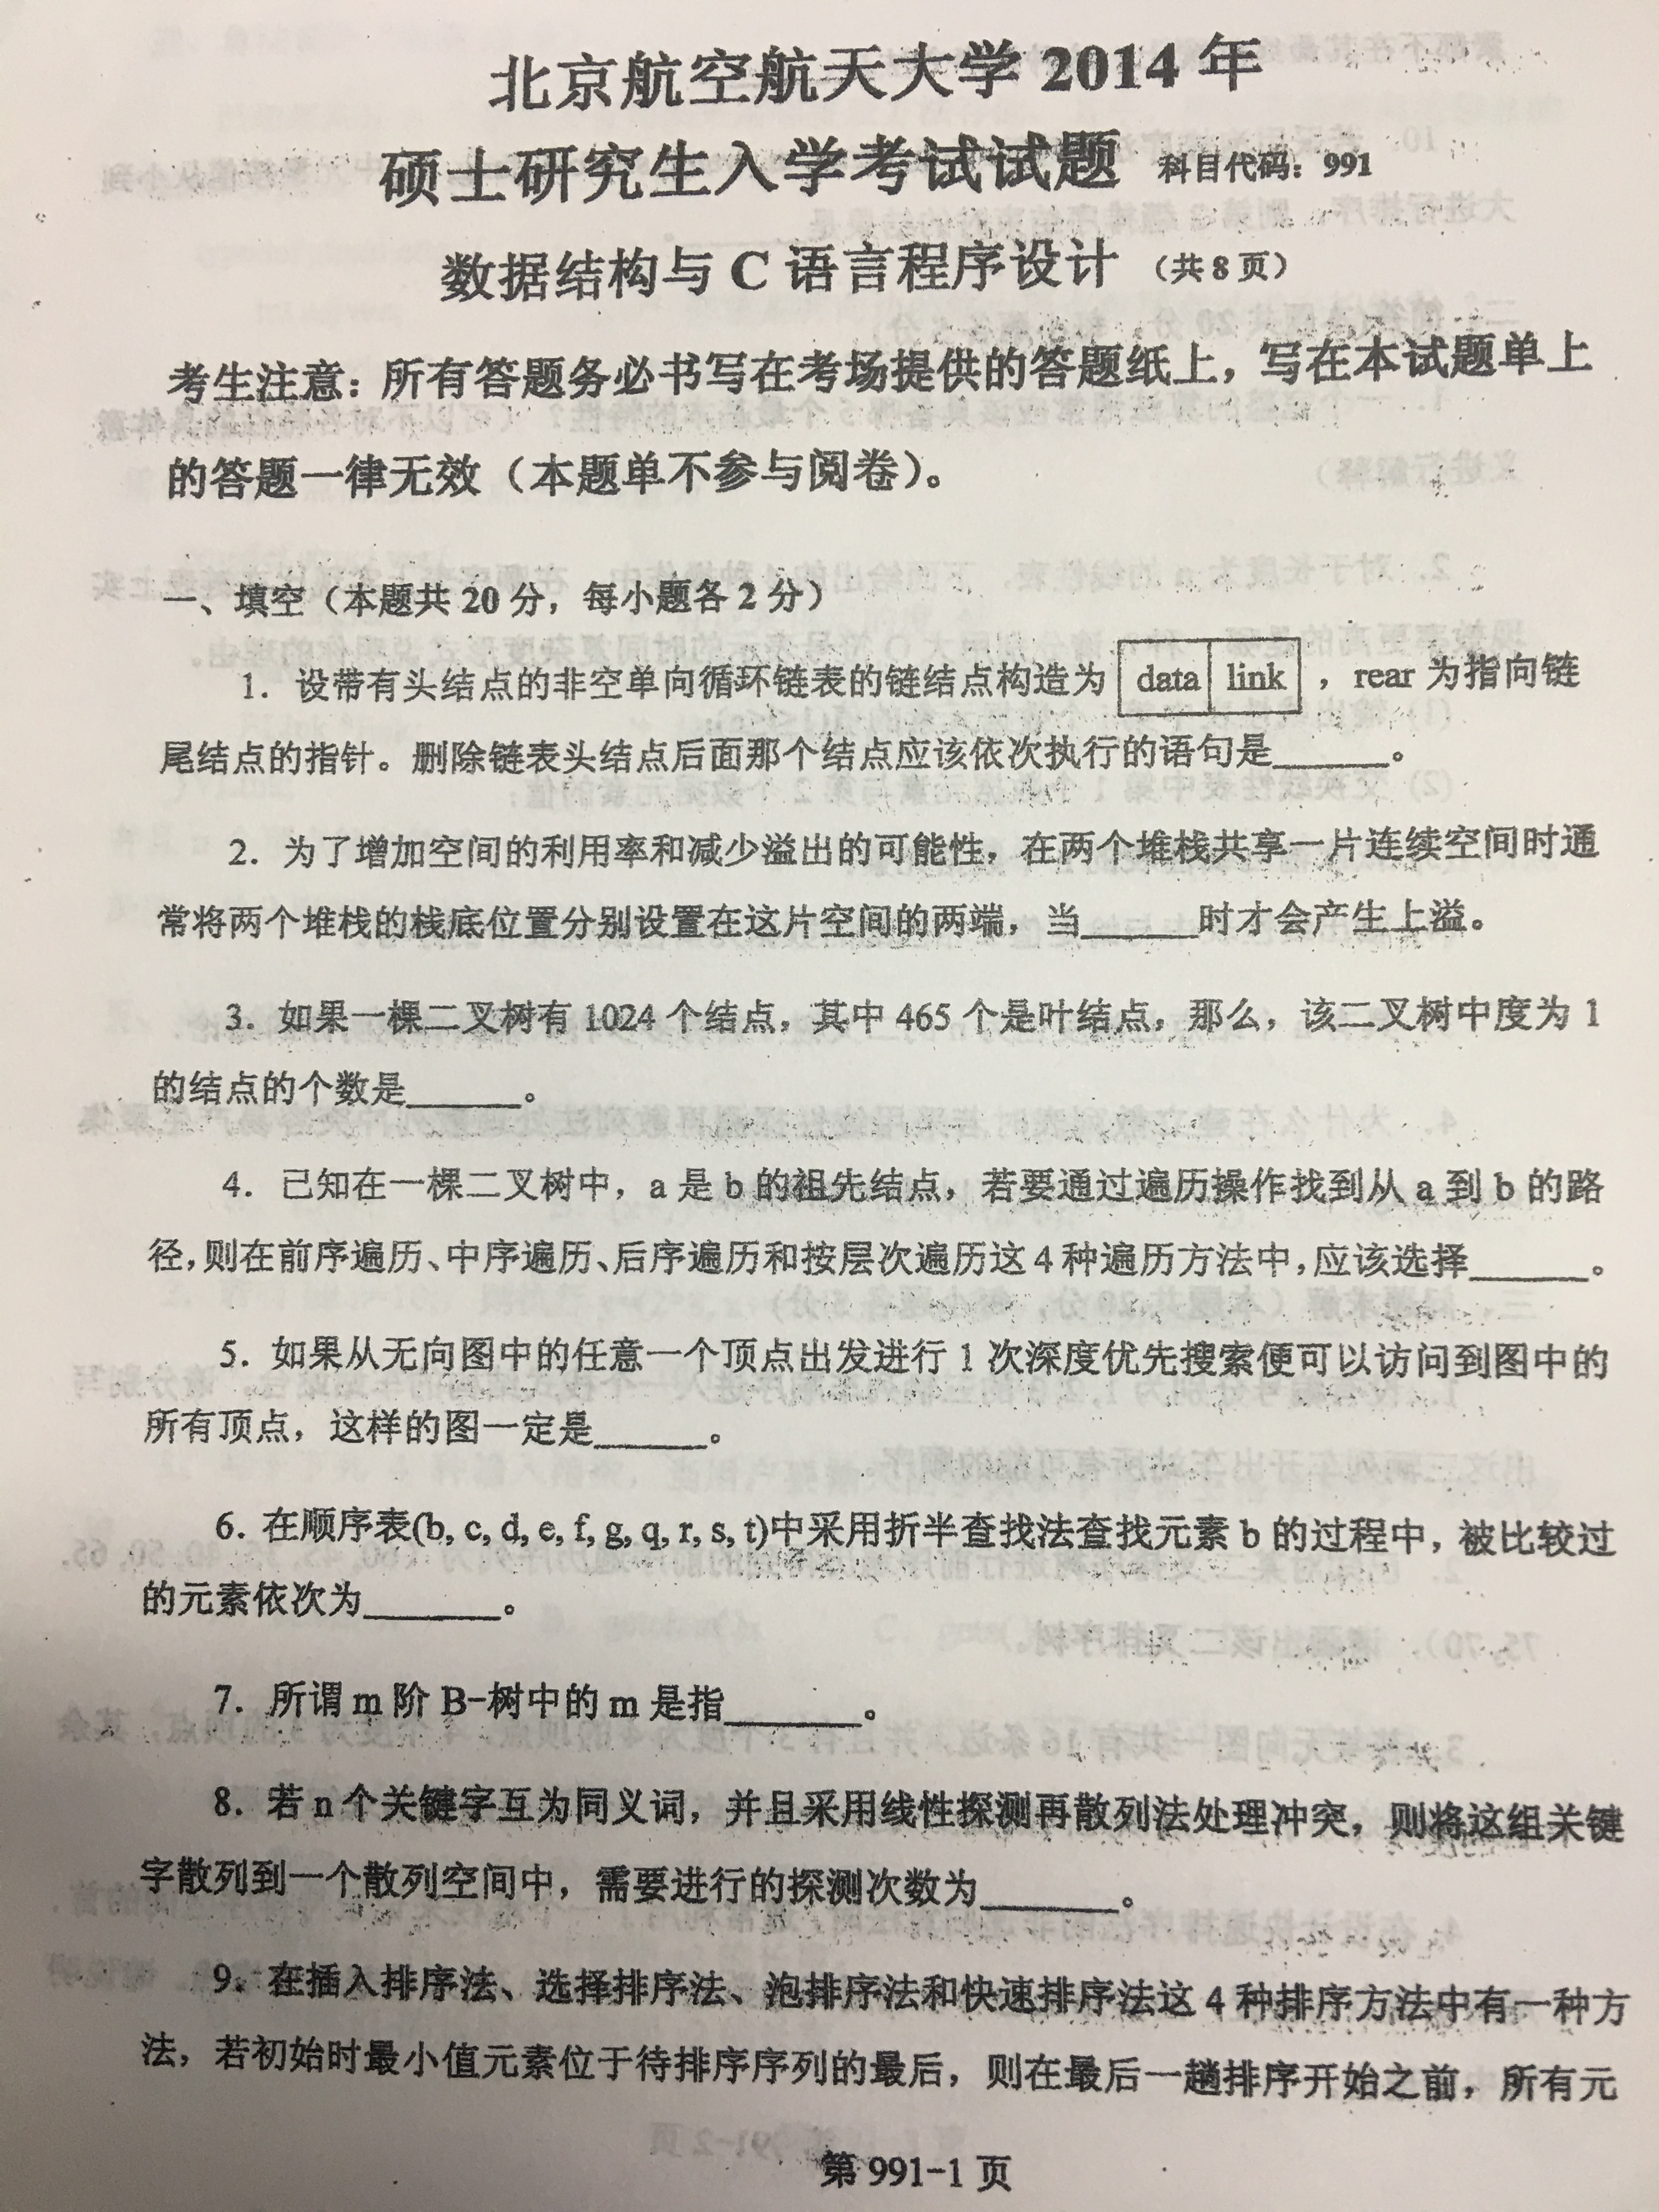 北京航空航天大学 2014 年
硕士研究生入学考试试题 科目代码：991
数据结构与 C 语言程序设计 （共 8 页）
考生注意：所有答题务必书写在考场提供的答题纸上，写在本试题单上
的答题一律无效（本题单不参与阅卷）。
一、填空（本题共 20 分，每小题各 2 分）
1. 设带有头结点的非空单向循环链表的链结点构造为 data link ，rear 为指向链
尾结点的指针。删除链表头结点后面那个结点应该依次执行的语句是______。
2. 为了增加空间的利用率和减少溢出的可能性，在两个堆栈共享一片连续空间时通
常将两个堆栈的栈底位置分别设置在这片空间的两端，当______时才会产生上溢。
3. 如果一棵二叉树有 1024 个结点，其中 465 个是叶结点，那么，该二叉树中度为 1
的结点的个数是______。
4. 已知在一棵二叉树中，a 是 b 的祖先结点，若要通过遍历操作找到从 a 到 b 的路
径，则在前序遍历、中序遍历、后序遍历和按层次遍历这 4 种遍历方法中，应该选择______。
5. 如果从无向图中的任意一个顶点出发进行 1 次深度优先搜索便可以访问到图中的
所有顶点，这样的图一定是______。
6. 在顺序表(b, c, d, e, f, g, q, r, s, t)中采用折半查找法查找元素 b 的过程中，被比较过
的元素依次为_______。
7. 所谓 m 阶 B-树中的 m 是指_______。
8. 若 n 个关键字互为同义词，并且采用线性探测再散列法处理冲突，则将这组关键
字散列到一个散列空间中，需要进行的探测次数为_______。
9. 在插入排序法、选择排序法、泡排序法和快速排序法这 4 种排序方法中有一种方
法，若初始时最小值元素位于待排序序列的最后，则在最后一趟排序开始之前，所有元
第 991-1 页